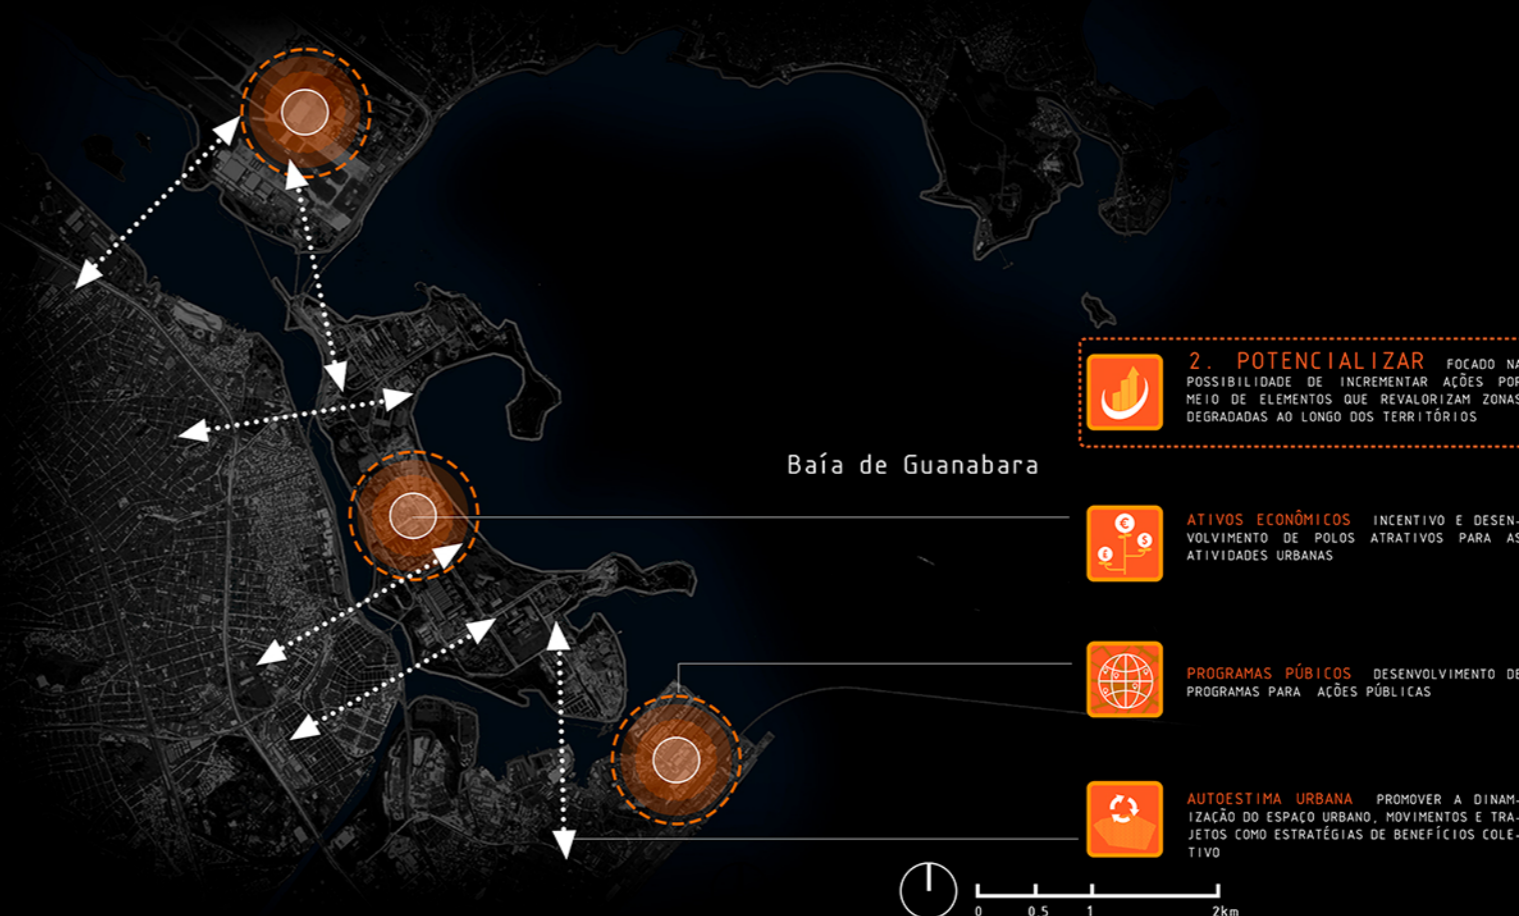 2. POTENCIALIZAR FOCADO NA
POSSIBILIDADE DE INCREMENTAR AÇÕES POR
MEIO DE ELEMENTOS QUE REVALORIZAM ZONAS
DEGRADADAS AO LONGO DOS TERRITÓRIOS
Baía de Guanabara
ATIVOS ECONÔMICOS INCENTIVO E DESEN-
VOLVIMENTO DE POLOS ATRATIVOS PARA AS
ATIVIDADES URBANAS
€
$
£
PROGRAMAS PÚBICOS DESENVOLVIMENTO DE
PROGRAMAS PARA AÇÕES PÚBLICAS
AUTOESTIMA URBANA PROMOVER A DINAM-
IZAÇÃO DO ESPAÇO URBANO, MOVIMENTOS E TRA-
JETOS COMO ESTRATÉGIAS DE BENEFÍCIOS COLE-
TIVO
0 0.5 1 2km